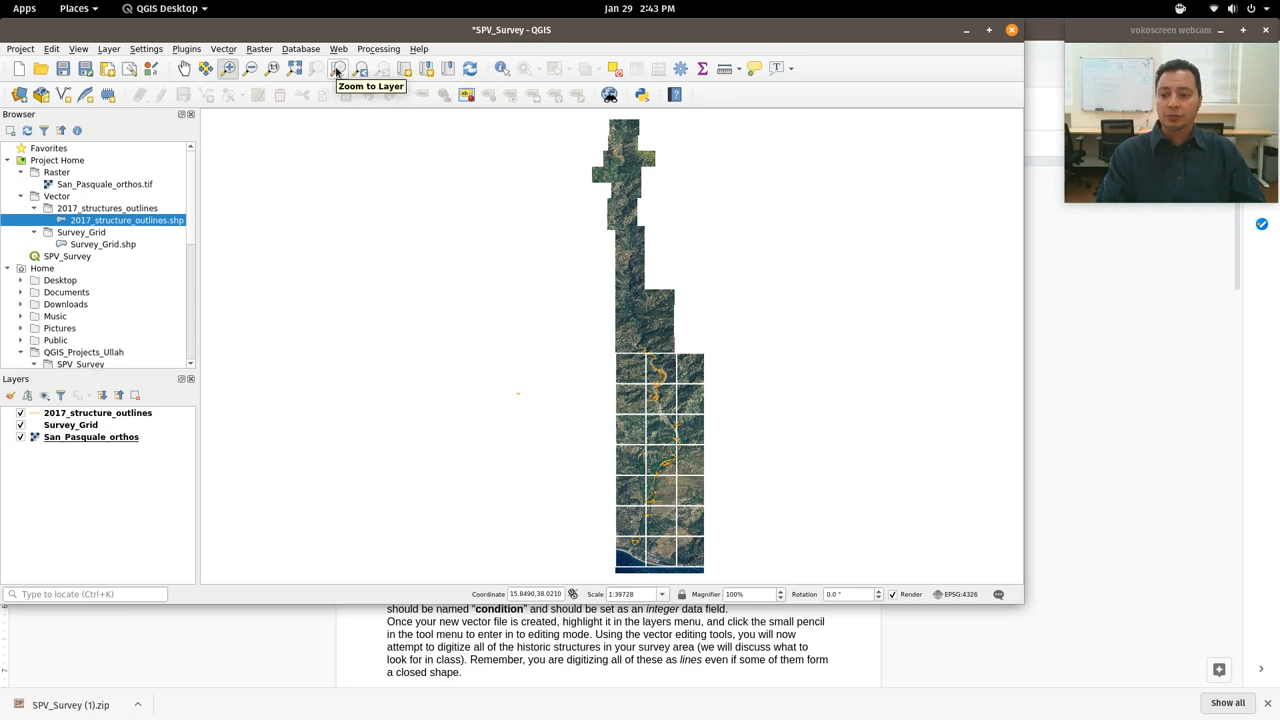 Apps Places QGIS Desktop Jan 29 2:43 PM
*SPV_Survey - QGIS
vokoscreen webcam
Project Edit View Layer Settings Plugins Vector Raster Database Web Processing Help
Zoom to Layer
Browser
Favorites
Project Home
Raster
San_Pasquale_orthos.tif
Vector
2017_structures_outlines
2017_structure_outlines.shp
Survey_Grid
Survey_Grid.shp
SPV_Survey
Home
Desktop
Documents
Downloads
Music
Pictures
Public
QGIS_Projects_Ullah
SPV_Survey
Layers
2017_structure_outlines
Survey_Grid
San_Pasquale_orthos
Type to locate (Ctrl+K)
Coordinate 15.8490,38.0210 Scale 1:39728 Magnifier 100% Rotation 0.0 ° Render EPSG:4326
should be named "condition" and should be set as an integer data field.
Once your new vector file is created, highlight it in the layers menu, and click the small pencil
in the tool menu to enter in to editing mode. Using the vector editing tools, you will now
attempt to digitize all of the historic structures in your survey area (we will discuss what to
look for in class). Remember, you are digitizing all of these as lines even if some of them form
a closed shape.
SPV_Survey (1).zip
Show all